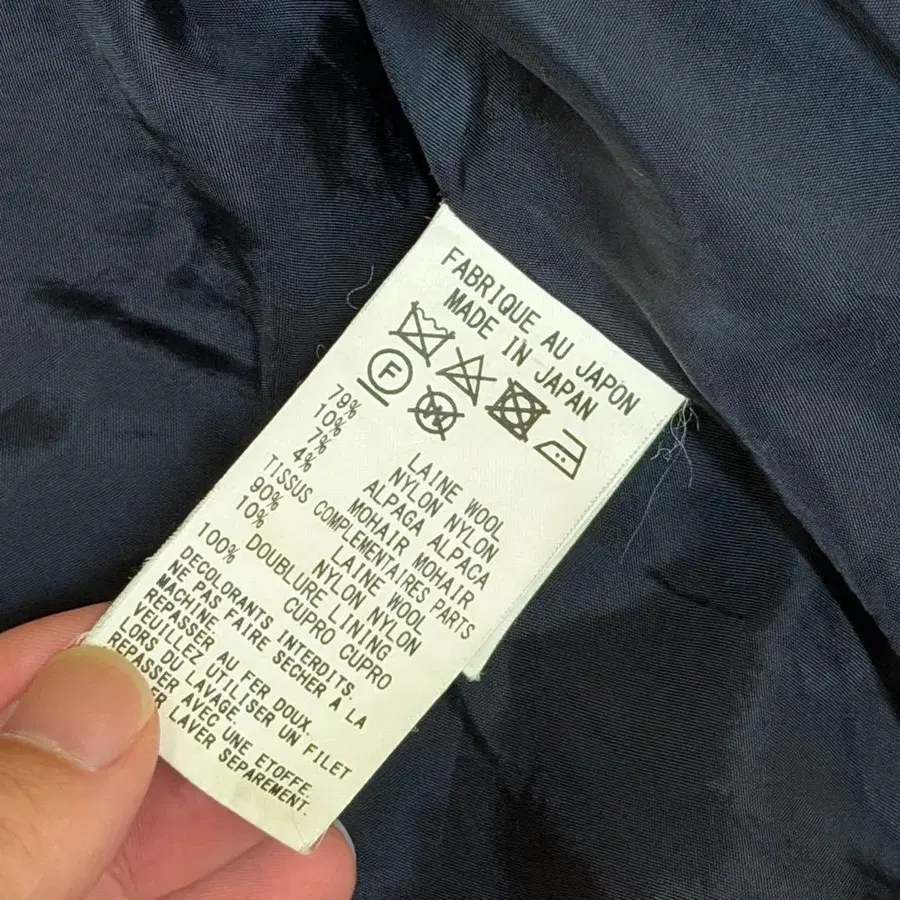 FABRIQUE AU JAPON
MADE IN JAPAN
F W
79% LAINE WOOL
10% NYLON NYLON
7% ALPAGA ALPACA
4% MOHAIR MOHAIR
TISSUS COMPLEMENTAIRES PARTS
90% LAINE WOOL
10% NYLON NYLON
DOUBLURE LINING
100% CUPRO CUPRO
DECOLORANTS INTERDITS.
NE PAS FAIRE SECHER A LA
MACHINE.
REPASSER AU FER DOUX.
VEUILLEZ UTILISER UN FILET
LORS DU LAVAGE.
REPASSER AVEC UNE ETOFFE.
LAVER SEPAREMENT.